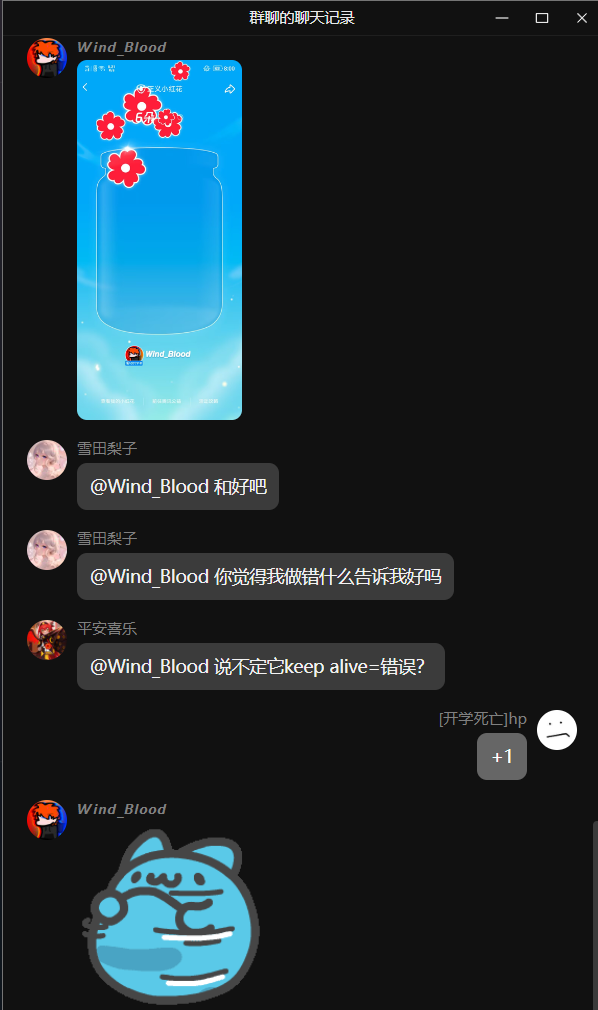 群聊的聊天记录
Wind_Blood
6:00
义小红花
6朵
Wind_Blood
雪田梨子
@Wind_Blood 和好吧
雪田梨子
@Wind_Blood 你觉得我做错什么告诉我好吗
平安喜乐
@Wind_Blood 说不定它keep alive=错误？
[开学死亡]hp
+1
Wind_Blood